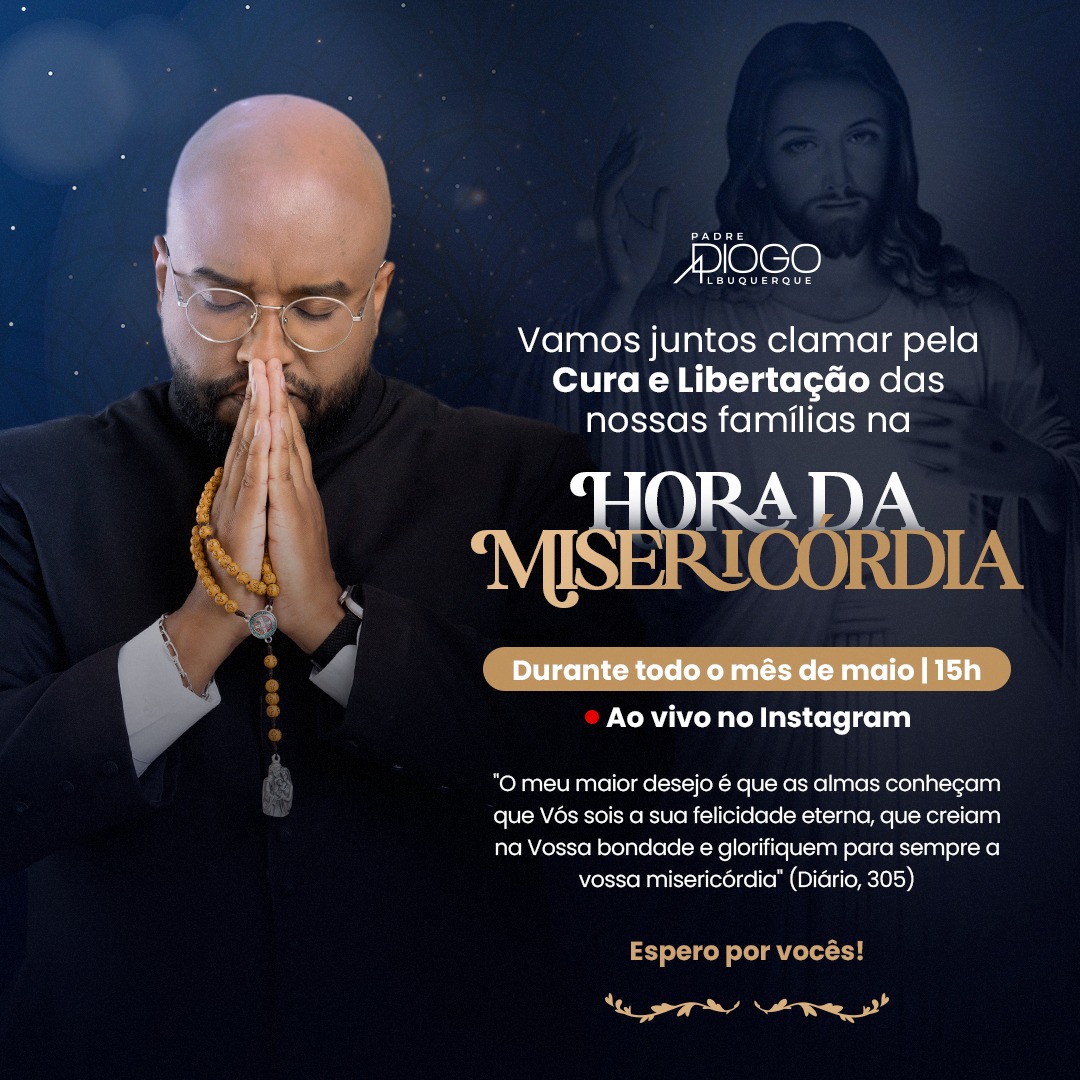 PADRE
DIOGO
ALBUQUERQUE
Vamos juntos clamar pela
Cura e Libertação das
nossas famílias na
HORA DA
MISERICÓRDIA
Durante todo o mês de maio | 15h
Ao vivo no Instagram
"O meu maior desejo é que as almas conheçam
que Vós sois a sua felicidade eterna, que creiam
na Vossa bondade e glorifiquem para sempre a
vossa misericórdia" (Diário, 305)
Espero por vocês!